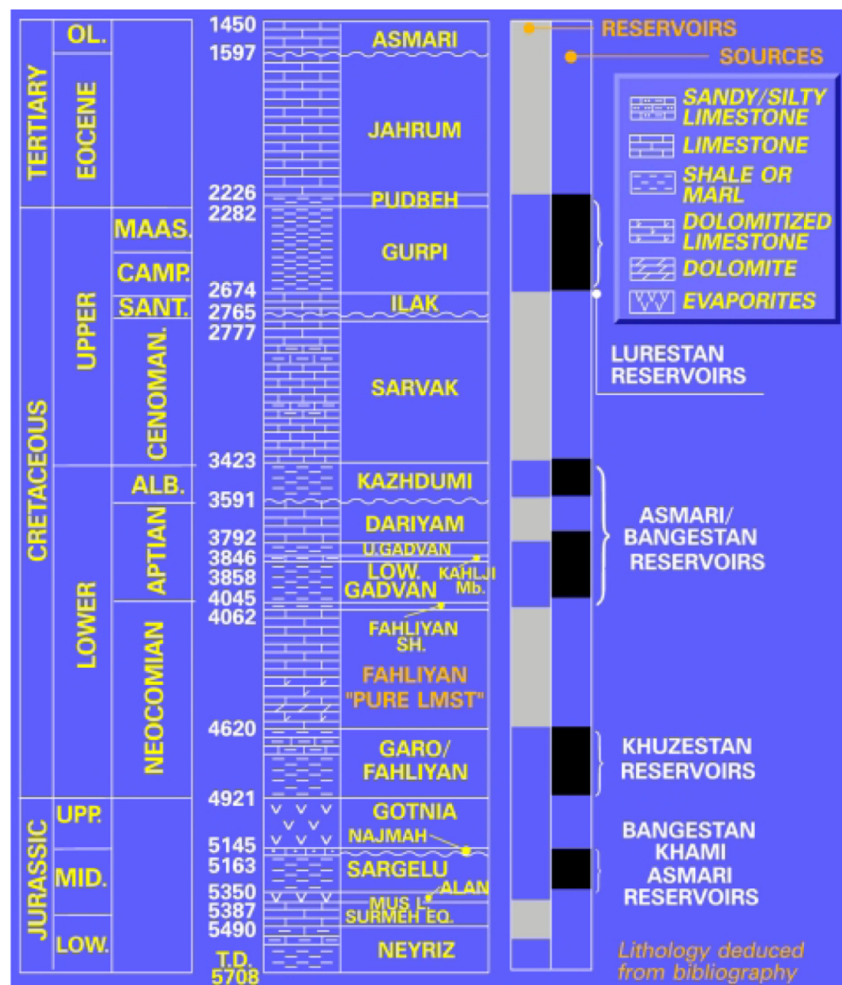 TERTIARY
CRETACEOUS
JURASSIC
OL.
EOCENE
UPPER
LOWER
UPP.
MID.
LOW.
MAAS.
CAMP.
SANT.
CENOMAN.
ALB.
APTIAN
NEOCOMIAN
1450
1597
2226
2282
2674
2765
2777
3423
3591
3792
3846
3858
4045
4062
4620
4921
5145
5163
5350
5387
5490
T.D.
5708
ASMARI
JAHRUM
PUDBEH
GURPI
ILAK
SARVAK
KAZHDUMI
DARIYAM
U.GADVAN
LOW.
GADVAN
KAHLJI
Mb.
FAHLIYAN
SH.
FAHLIYAN
"PURE LMST"
GARO/
FAHLIYAN
GOTNIA
NAJMAH
SARGELU
ALAN
MUS L.
SURMEH EQ.
NEYRIZ
RESERVOIRS
SOURCES
SANDY/SILTY
LIMESTONE
LIMESTONE
SHALE OR
MARL
DOLOMITIZED
LIMESTONE
DOLOMITE
EVAPORITES
LURESTAN
RESERVOIRS
ASMARI/
BANGESTAN
RESERVOIRS
KHUZESTAN
RESERVOIRS
BANGESTAN
KHAMI
ASMARI
RESERVOIRS
Lithology deduced
from bibliography